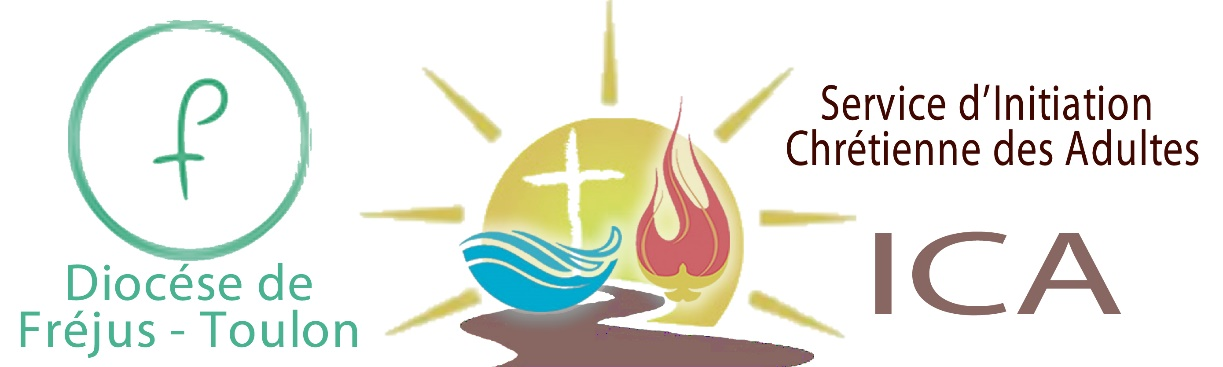 f
Diocése de
Fréjus - Toulon
Service d'Initiation
Chrétienne des Adultes
ICA